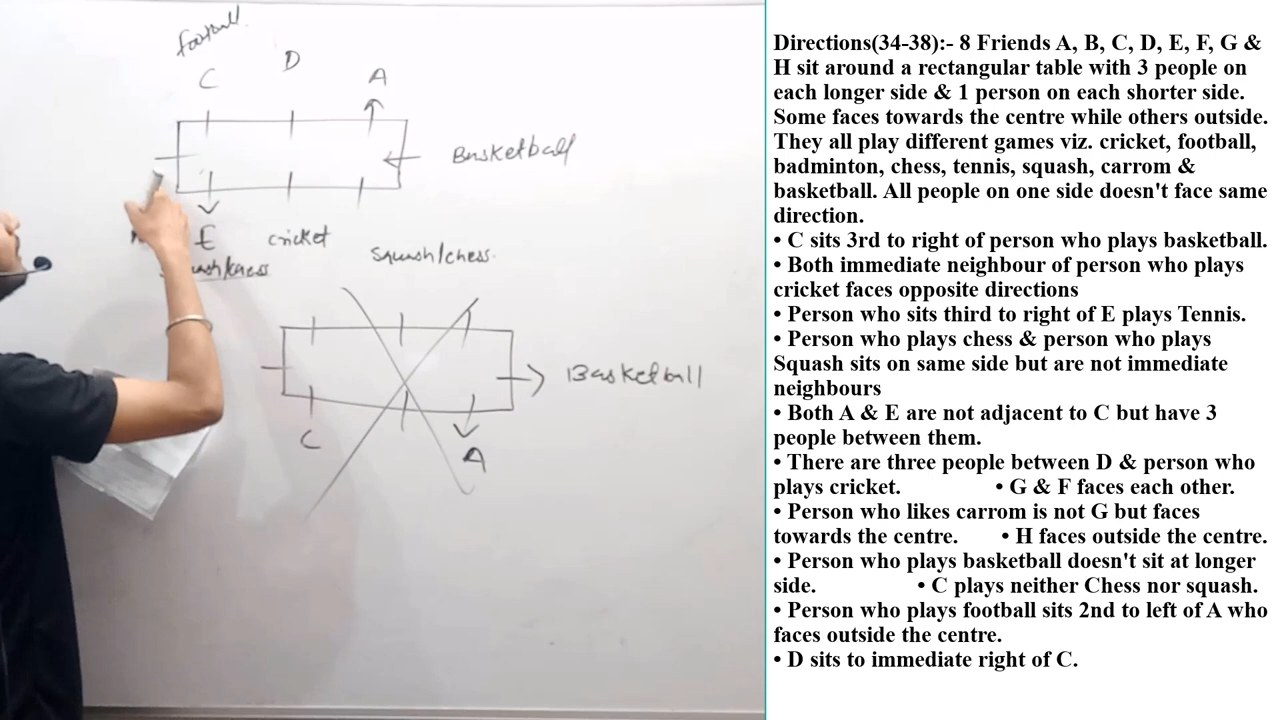 football
C
D
A
Basketball
E
cricket
Squash/chess
Basketball
C
A
Directions(34-38):- 8 Friends A, B, C, D, E, F, G &
H sit around a rectangular table with 3 people on
each longer side & 1 person on each shorter side.
Some faces towards the centre while others outside.
They all play different games viz. cricket, football,
badminton, chess, tennis, squash, carrom &
basketball. All people on one side doesn't face same
direction.
• C sits 3rd to right of person who plays basketball.
• Both immediate neighbour of person who plays
cricket faces opposite directions
• Person who sits third to right of E plays Tennis.
• Person who plays chess & person who plays
Squash sits on same side but are not immediate
neighbours
• Both A & E are not adjacent to C but have 3
people between them.
• There are three people between D & person who
plays cricket. • G & F faces each other.
• Person who likes carrom is not G but faces
towards the centre. • H faces outside the centre.
• Person who plays basketball doesn't sit at longer
side. • C plays neither Chess nor squash.
• Person who plays football sits 2nd to left of A who
faces outside the centre.
• D sits to immediate right of C.